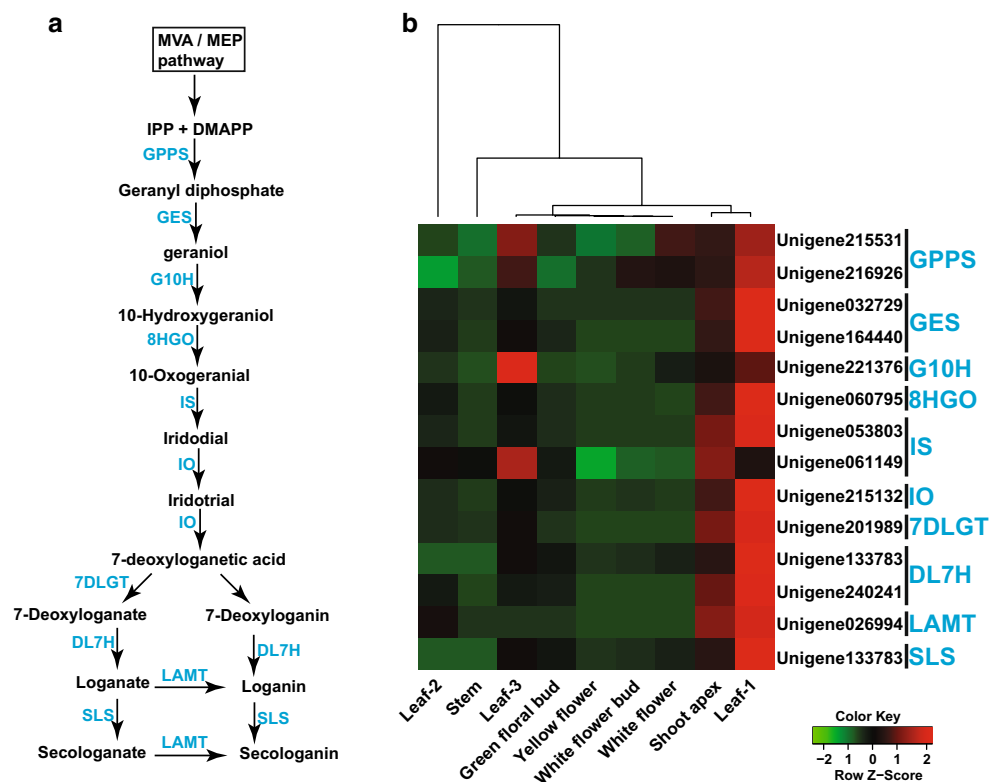 a
MVA / MEP
pathway
IPP + DMAPP
GPPS
Geranyl diphosphate
GES
geraniol
G10H
10-Hydroxygeraniol
8HGO
10-Oxogeranial
IS
Iridodial
IO
Iridotrial
IO
7-deoxyloganetic acid
7DLGT
7-Deoxyloganate
7-Deoxyloganin
DL7H
DL7H
Loganate
LAMT
Loganin
SLS
SLS
Secologanate
LAMT
Secologanin
b
Unigene215531
Unigene216926
GPPS
Unigene032729
Unigene164440
GES
Unigene221376
G10H
Unigene060795
8HGO
Unigene053803
Unigene061149
IS
Unigene215132
IO
Unigene201989
7DLGT
Unigene133783
Unigene240241
DL7H
Unigene026994
LAMT
Unigene133783
SLS
Leaf-2
Stem
Leaf-3
Green floral bud
Yellow flower
White flower bud
White flower
Shoot apex
Leaf-1
Color Key
−2 −1 0 1 2
Row Z−Score